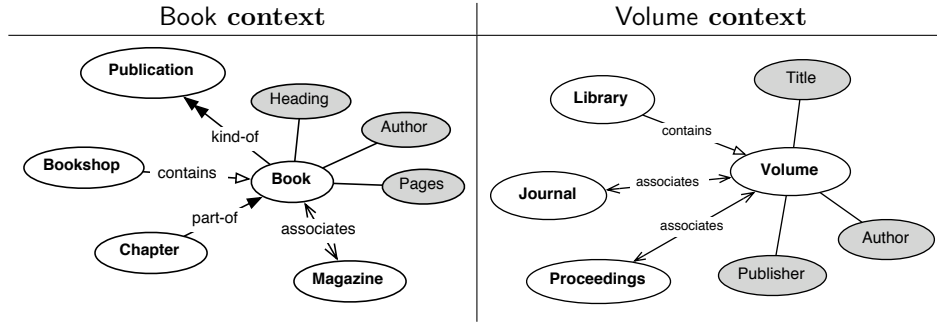 Book context
Publication
Heading
kind-of
Author
Bookshop
contains
Book
Pages
part-of
associates
Chapter
Magazine
Volume context
Title
Library
contains
Volume
Journal
associates
associates
Author
Proceedings
Publisher